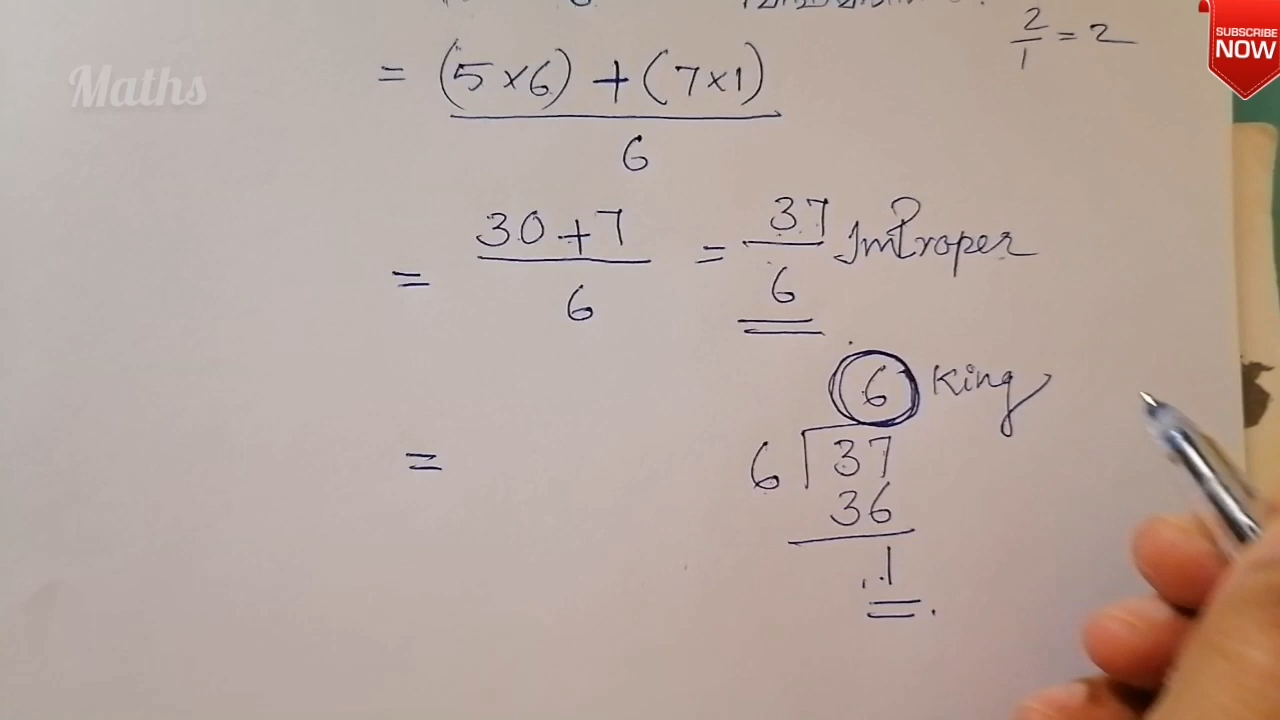 2/1 = 2
SUBSCRIBE
NOW
Maths
= (5×6) + (7×1)
6
= 30+7 / 6 = 37/6 Improper
6 King
= 6 37
36
1